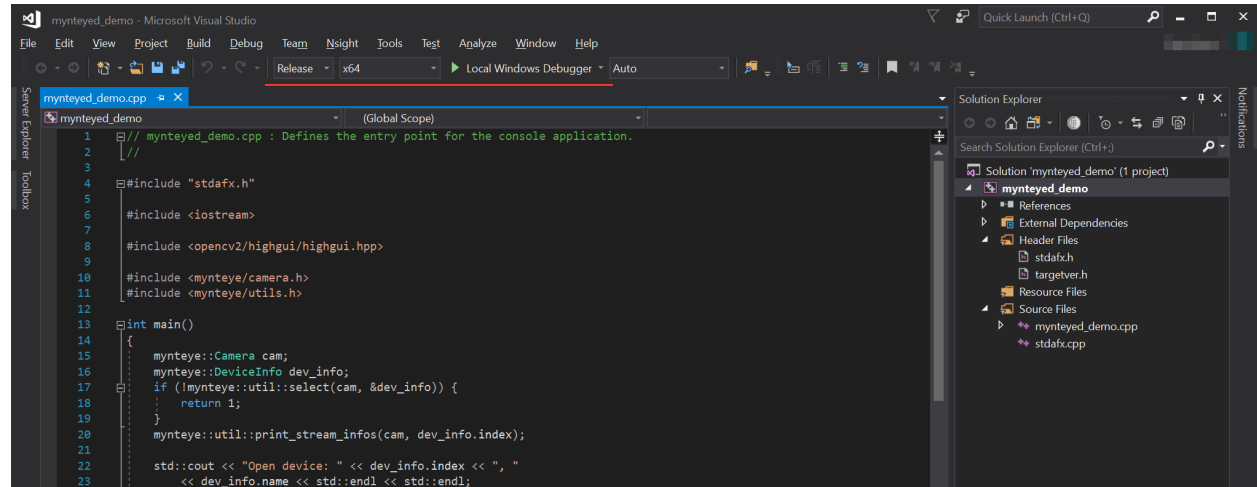 mynteyed_demo - Microsoft Visual Studio
Quick Launch (Ctrl+Q)
File Edit View Project Build Debug Team Nsight Tools Test Analyze Window Help
Release x64 Local Windows Debugger Auto
Server Explorer
Toolbox
mynteyed_demo.cpp
mynteyed_demo (Global Scope)
1 // mynteyed_demo.cpp : Defines the entry point for the console application.
2 //
3
4 #include "stdafx.h"
5
6 #include <iostream>
7
8 #include <opencv2/highgui/highgui.hpp>
9
10 #include <mynteye/camera.h>
11 #include <mynteye/utils.h>
12
13 int main()
14 {
15 mynteye::Camera cam;
16 mynteye::DeviceInfo dev_info;
17 if (!mynteye::util::select(cam, &dev_info)) {
18 return 1;
19 }
20 mynteye::util::print_stream_infos(cam, dev_info.index);
21
22 std::cout << "Open device: " << dev_info.index << ", "
23 << dev_info.name << std::endl << std::endl;
Solution Explorer
Search Solution Explorer (Ctrl+;)
Solution 'mynteyed_demo' (1 project)
mynteyed_demo
References
External Dependencies
Header Files
stdafx.h
targetver.h
Resource Files
Source Files
mynteyed_demo.cpp
stdafx.cpp
Notifications